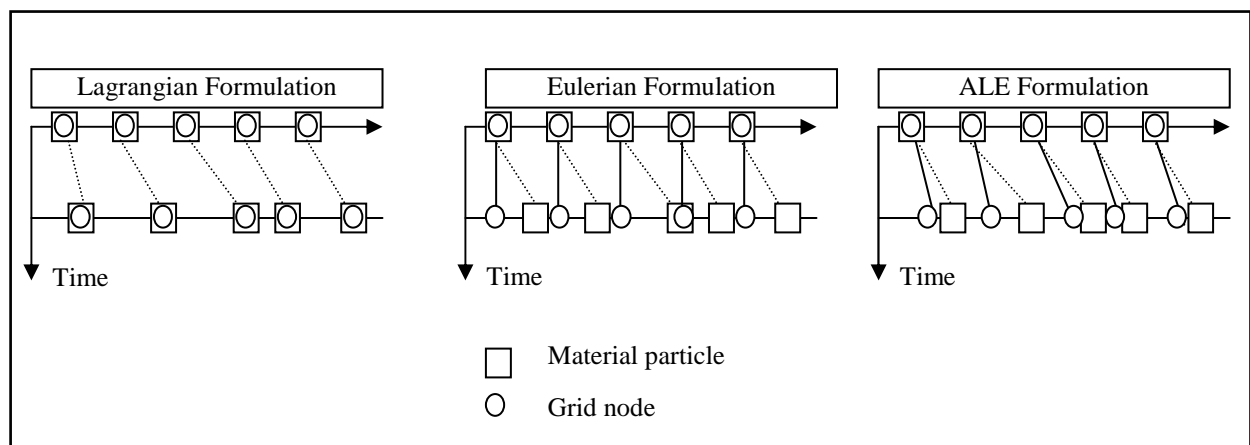 Lagrangian Formulation
Eulerian Formulation
ALE Formulation
Time
Time
Time
Material particle
Grid node